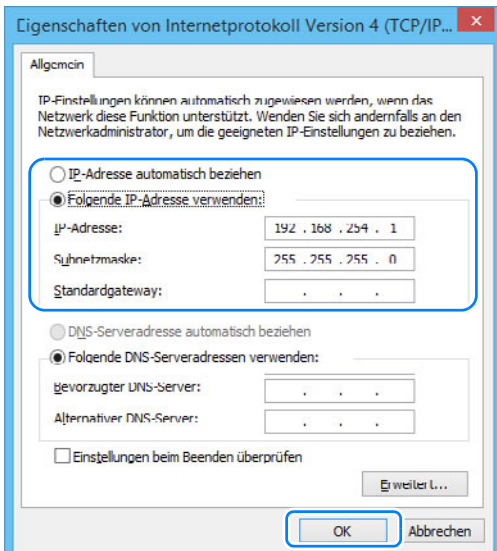 Eigenschaften von Internetprotokoll Version 4 (TCP/IP...
Allgemein
IP-Einstellungen können automatisch zugewiesen werden, wenn das
Netzwerk diese Funktion unterstützt. Wenden Sie sich andernfalls an den
Netzwerkadministrator, um die geeigneten IP-Einstellungen zu beziehen.
IP-Adresse automatisch beziehen
Folgende IP-Adresse verwenden:
IP-Adresse: 192 . 168 . 254 . 1
Subnetzmaske: 255 . 255 . 255 . 0
Standardgateway: . . .
DNS-Serveradresse automatisch beziehen
Folgende DNS-Serveradressen verwenden:
Bevorzugter DNS-Server: . . .
Alternativer DNS-Server: . . .
Einstellungen beim Beenden überprüfen
Erweitert...
OK Abbrechen